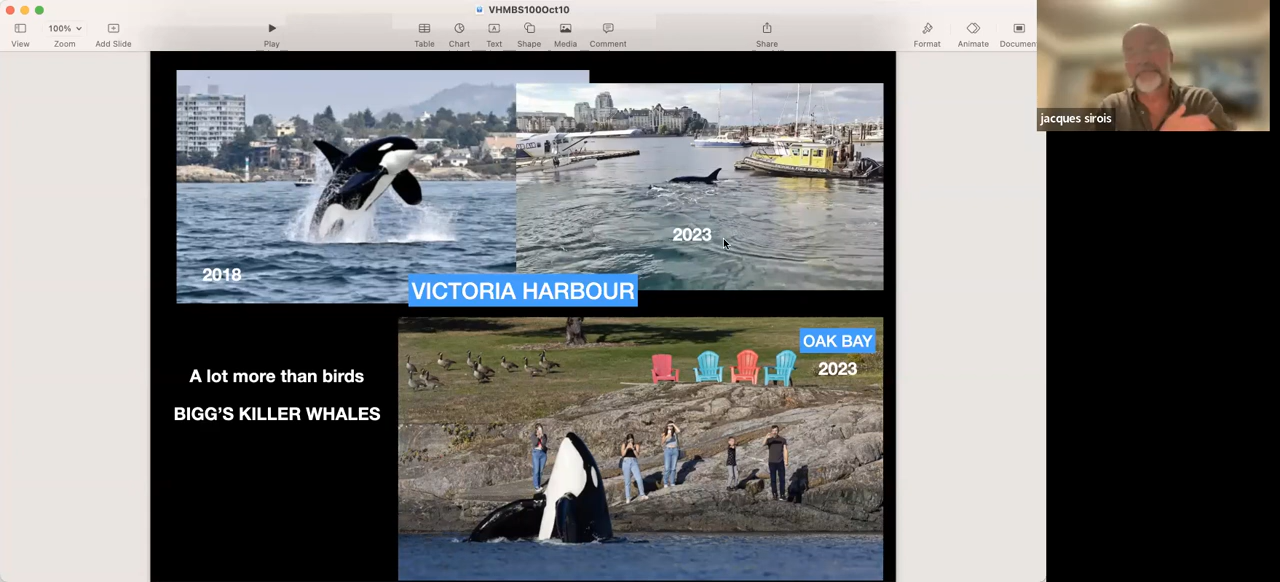 VHMBS100Oct10
100%
View
Zoom
Add Slide
Play
Table
Chart
Text
Shape
Media
Comment
Share
Format
Animate
Documen
jacques sirois
2018
2023
VICTORIA HARBOUR
OAK BAY
2023
A lot more than birds
BIGG'S KILLER WHALES